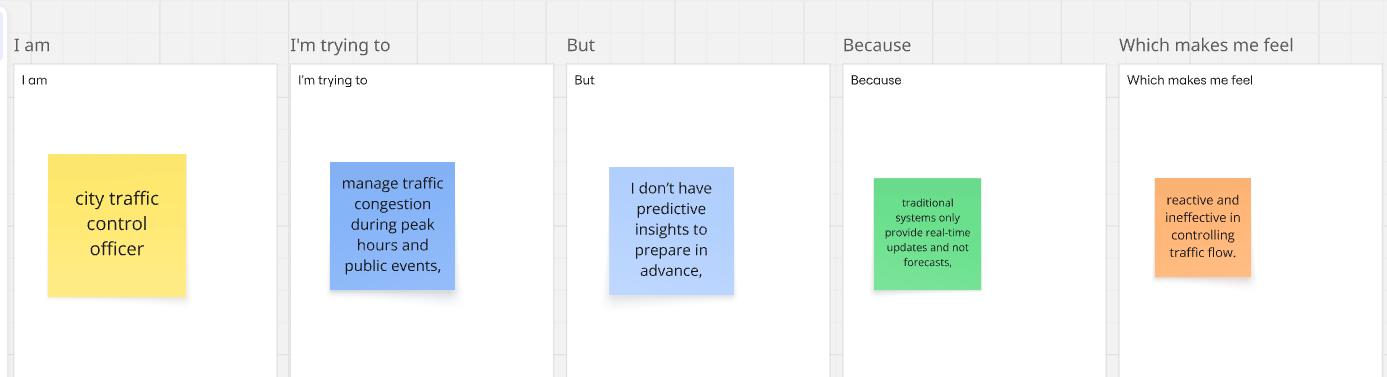 I am
I'm trying to
But
Because
Which makes me feel
I am
I'm trying to
But
Because
Which makes me feel
city traffic
control
officer
manage traffic
congestion
during peak
hours and
public events,
I don't have
predictive
insights to
prepare in
advance,
traditional
systems only
provide real-time
updates and not
forecasts,
reactive and
ineffective in
controlling
traffic flow.